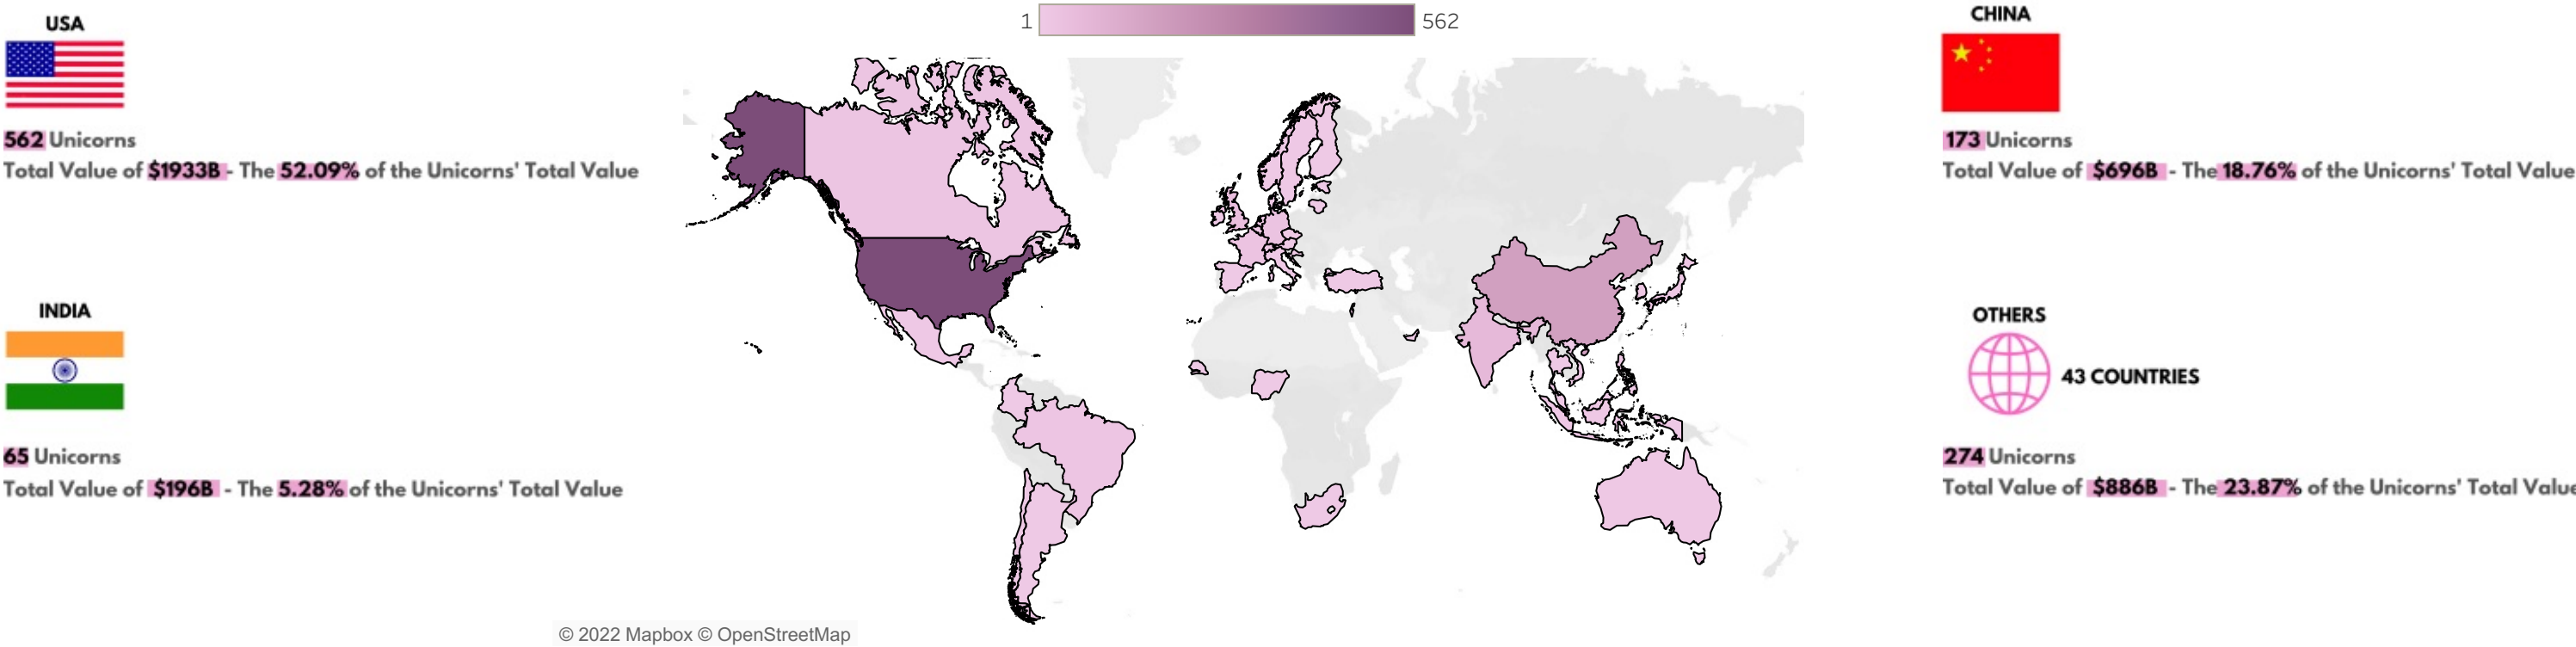 USA
562 Unicorns
Total Value of $1933B - The 52.09% of the Unicorns' Total Value
INDIA
65 Unicorns
Total Value of $196B - The 5.28% of the Unicorns' Total Value
1 562
© 2022 Mapbox © OpenStreetMap
CHINA
173 Unicorns
Total Value of $696B - The 18.76% of the Unicorns' Total Value
OTHERS
43 COUNTRIES
274 Unicorns
Total Value of $886B - The 23.87% of the Unicorns' Total Value